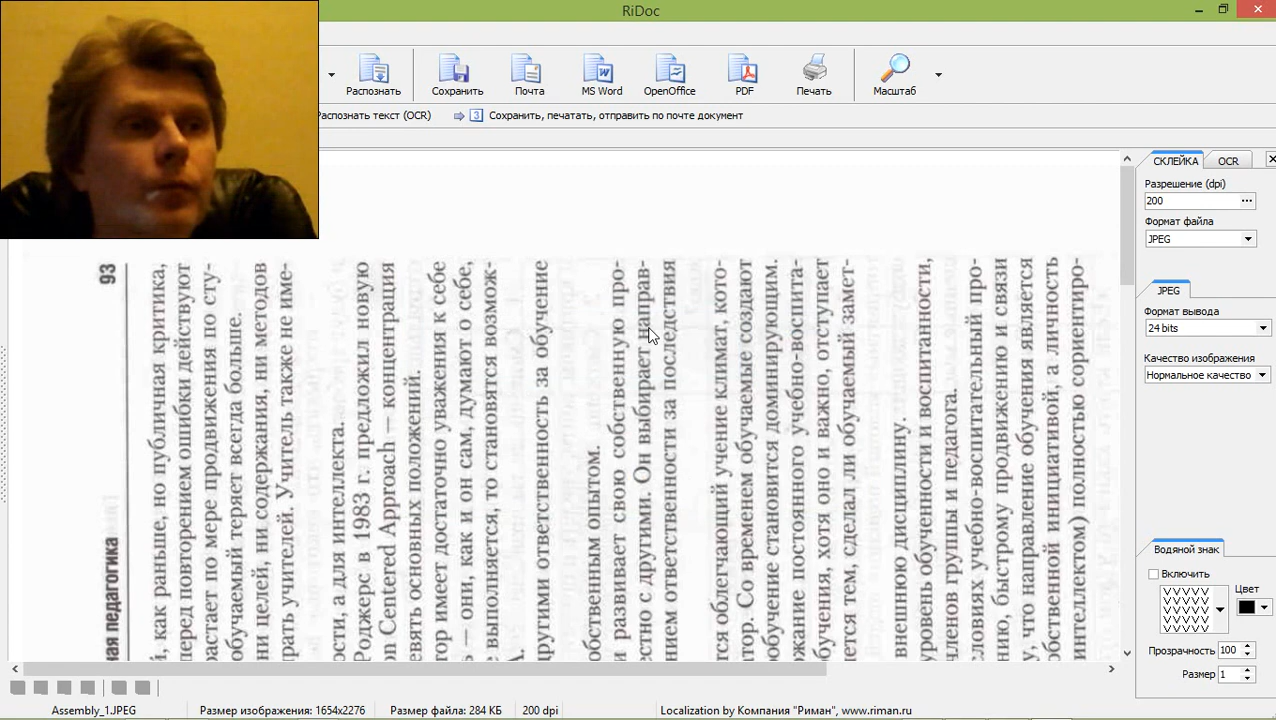 RiDoc
Распознать
Сохранить
Почта
MS Word
OpenOffice
PDF
Печать
Масштаб
Распознать текст (OCR)
3 Сохранить, печатать, отправить по почте документ
СКЛЕЙКА
OCR
Разрешение (dpi)
200
Формат файла
JPEG
JPEG
Формат вывода
24 bits
Качество изображения
Нормальное качество
Водяной знак
Включить
Цвет
Прозрачность 100
Размер 1
ная педагогика 93
й, как раньше, но публичная критика,
перед повторением ошибки действуют
растает по мере продвижения по сту-
обучаемый теряет всегда больше.
ни целей, ни содержания, ни методов
рать учителей. Учитель также не име-
ости, а для интеллекта.
Роджерс в 1983 г. предложил новую
on Centered Approach — концентрация
евять основных положений.
тор имеет достаточно уважения к себе
ь — они, как и он сам, думают о себе,
е выполняется, то становятся возмож-
А.
другими ответственность за обучение
обственным опытом.
и развивает свою собственную про-
естно с другими. Он выбирает направ-
нием ответственности за последствия
тся облегчающий учение климат, кото-
атор. Со временем обучаемые создают
обучение становится доминирующим.
ржание постоянного учебно-воспита-
бучения, хотя оно и важно, отступает
ляется тем, сделал ли обучаемый замет-
внешнюю дисциплину.
уровень обученности и воспитанности,
членов группы и педагога.
словиях учебно-воспитательный про-
нию, быстрому продвижению и связи
у, что направление обучения является
обственной инициативой, а личность
интеллектом) полностью сориентиро-
Assembly_1.JPEG
Размер изображения: 1654x2276
Размер файла: 284 КБ
200 dpi
Localization by Компания "Риман", www.riman.ru